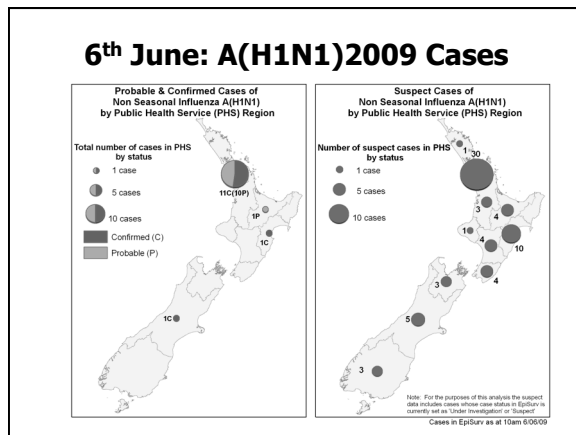 6th June: A(H1N1)2009 Cases
Probable & Confirmed Cases of
Non Seasonal Influenza A(H1N1)
by Public Health Service (PHS) Region
Total number of cases in PHS
by status
1 case
5 cases
10 cases
Confirmed (C)
Probable (P)
11C(10P)
1P
1C
1C
Suspect Cases of
Non Seasonal Influenza A(H1N1)
by Public Health Service (PHS) Region
Number of suspect cases in PHS
by status
1 case
5 cases
10 cases
1
30
3
4
1
4
10
4
3
5
3
Note: For the purposes of this analysis the suspect
data includes cases whose case status in EpiSurv is
currently set as 'Under Investigation' or 'Suspect'
Cases in EpiSurv as at 10am 6/06/09